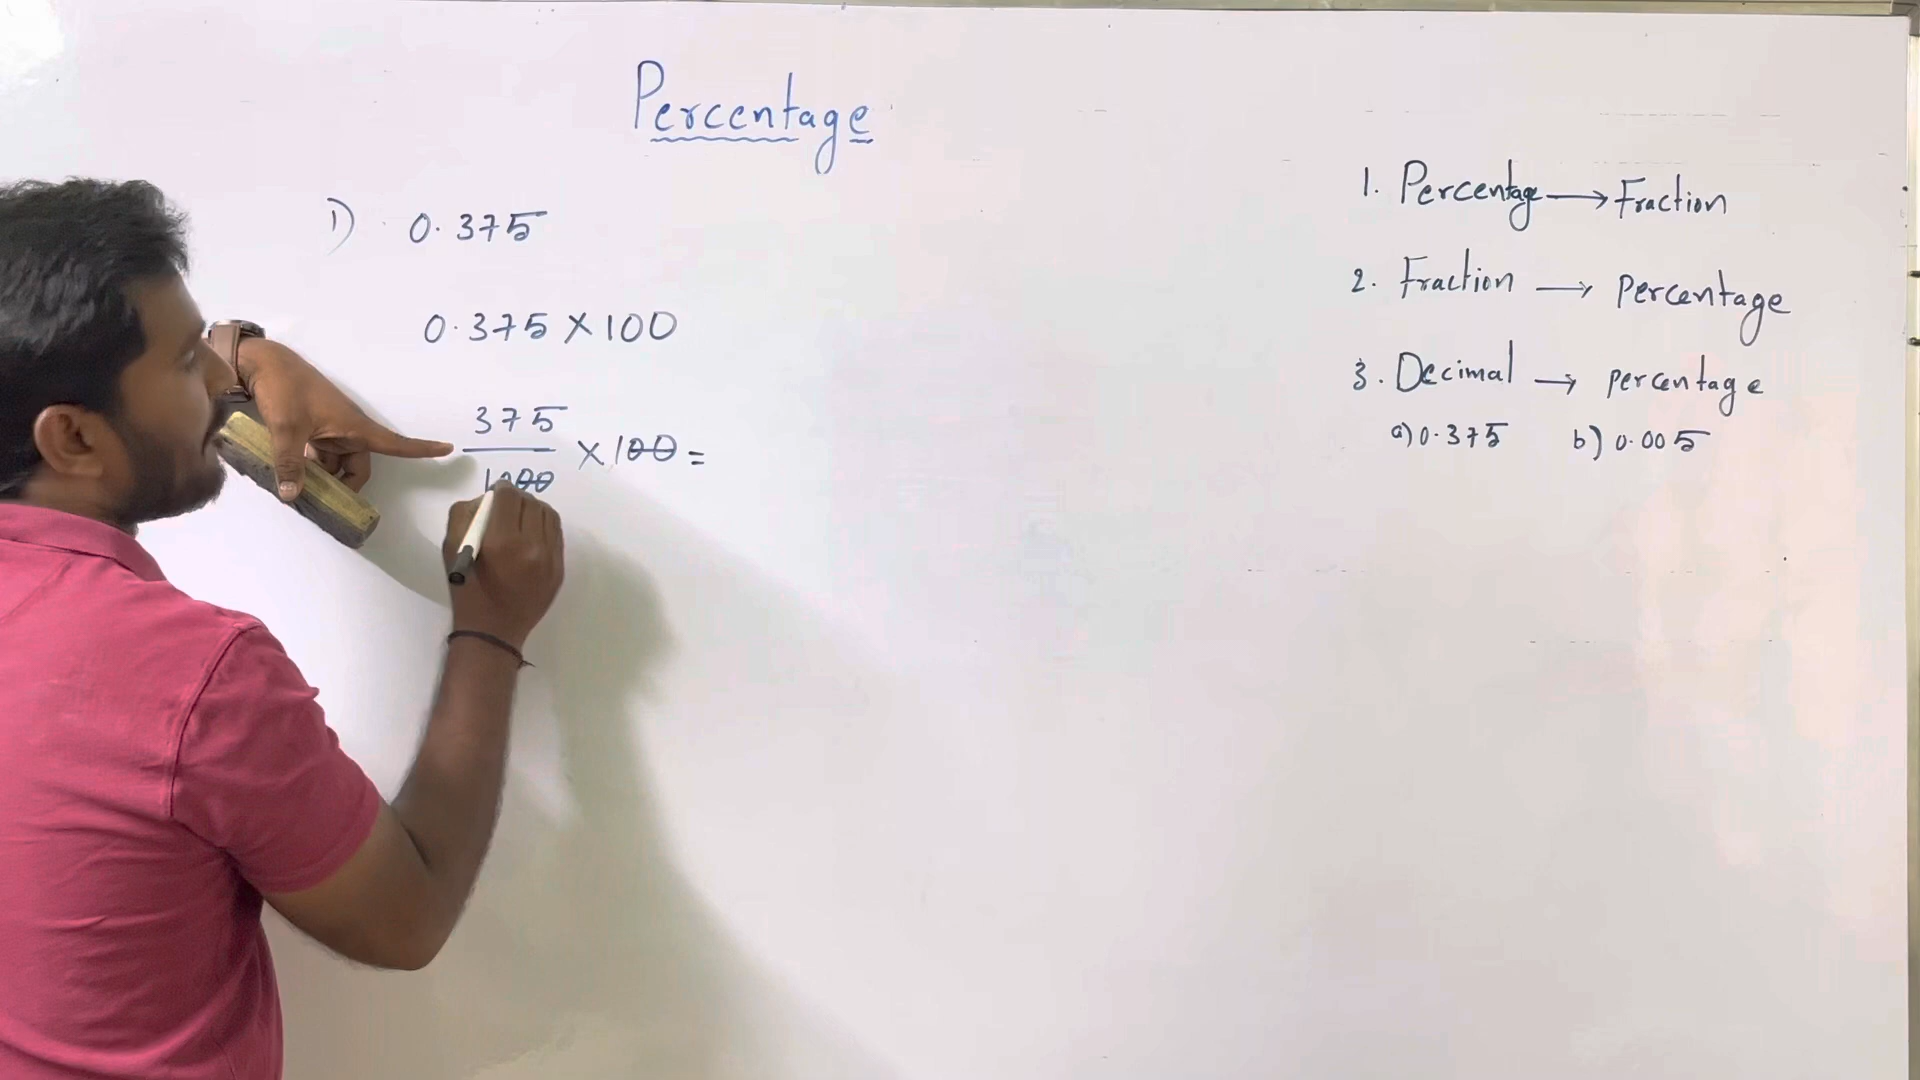 Percentage
1) 0.375
0.375 × 100
375
1000
× 100 =
1. Percentage → Fraction
2. Fraction → Percentage
3. Decimal → percentage
a) 0.375 b) 0.005